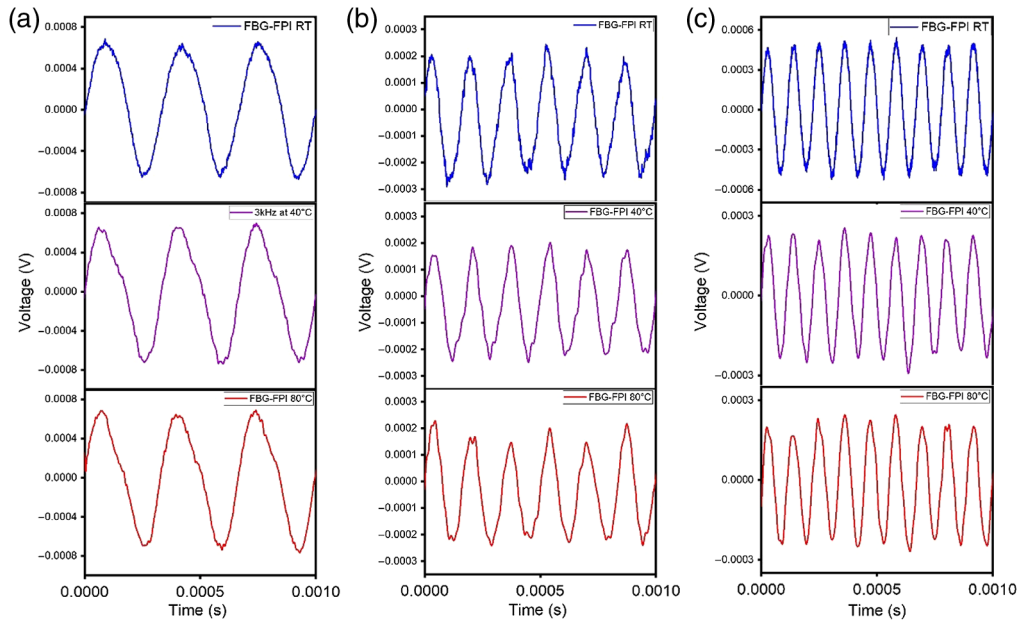 (a)
FBG-FPI RT
0.0008
0.0004
0.0000
−0.0004
−0.0008
3kHz at 40°C
0.0008
0.0004
0.0000
−0.0004
−0.0008
FBG-FPI 80°C
0.0008
0.0004
0.0000
−0.0004
−0.0008
Voltage (V)
0.0000 0.0005 0.0010
Time (s)
(b)
FBG-FPI RT
0.0003
0.0002
0.0001
0.0000
−0.0001
−0.0002
−0.0003
FBG-FPI 40°C
0.0003
0.0002
0.0001
0.0000
−0.0001
−0.0002
−0.0003
FBG-FPI 80°C
0.0003
0.0002
0.0001
0.0000
−0.0001
−0.0002
−0.0003
Voltage (V)
0.0000 0.0005 0.0010
Time (s)
(c)
FBG-FPI RT
0.0006
0.0003
0.0000
−0.0003
−0.0006
FBG-FPI 40°C
0.0003
0.0000
−0.0003
FBG-FPI 80°C
0.0003
0.0000
−0.0003
Voltage (V)
0.0000 0.0005 0.0010
Time (s)